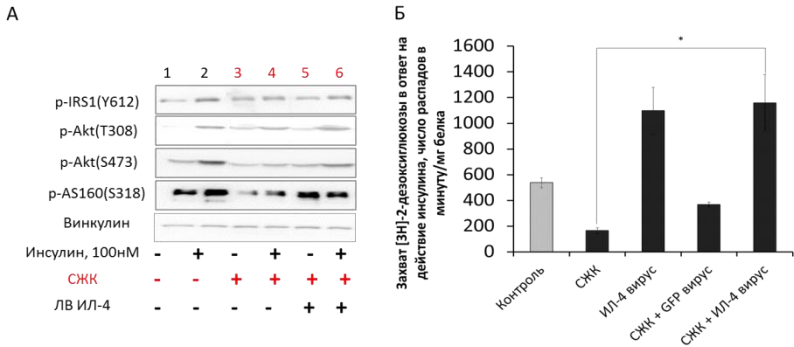 А
1 2 3 4 5 6
p-IRS1(Y612)
p-Akt(T308)
p-Akt(S473)
p-AS160(S318)
Винкулин
Инсулин, 100нМ - + - + - +
СЖК - - + + + +
ЛВ ИЛ-4 - - - - + +
Б
Захват [3H]-2-дезоксиглюкозы в ответ на
действие инсулина, число распадов в
минуту/мг белка
1600
1400
1200
1000
800
600
400
200
0
*
Контроль
СЖК
ИЛ-4 вирус
СЖК + GFP вирус
СЖК + ИЛ-4 вирус